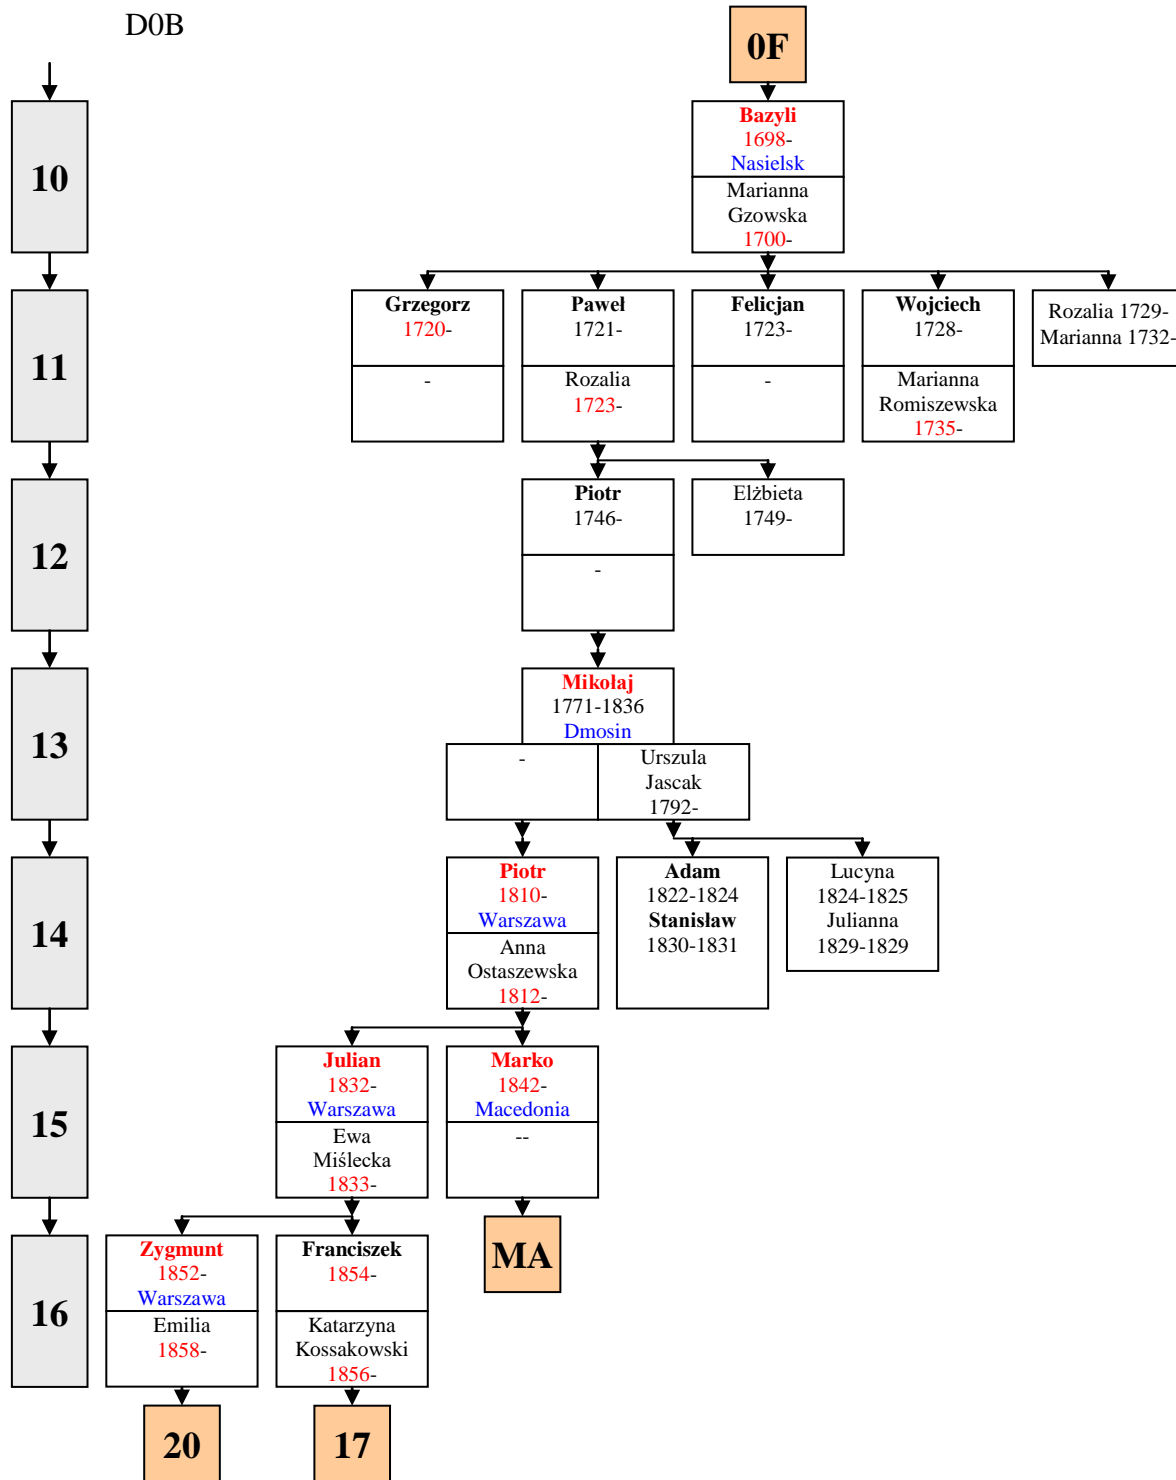 D0B
0F
10
Bazyli
1698-
Nasielsk
Marianna
Gzowska
1700-
11
Grzegorz
1720-
-
Paweł
1721-
Rozalia
1723-
Felicjan
1723-
-
Wojciech
1728-
Marianna
Romiszewska
1735-
Rozalia 1729-
Marianna 1732-
12
Piotr
1746-
-
Elżbieta
1749-
13
Mikołaj
1771-1836
Dmosin
-
Urszula
Jascak
1792-
14
Piotr
1810-
Warszawa
Anna
Ostaszewska
1812-
Adam
1822-1824
Stanisław
1830-1831
Lucyna
1824-1825
Julianna
1829-1829
15
Julian
1832-
Warszawa
Ewa
Miślecka
1833-
Marko
1842-
Macedonia
--
16
Zygmunt
1852-
Warszawa
Emilia
1858-
Franciszek
1854-
Katarzyna
Kossakowski
1856-
MA
20
17